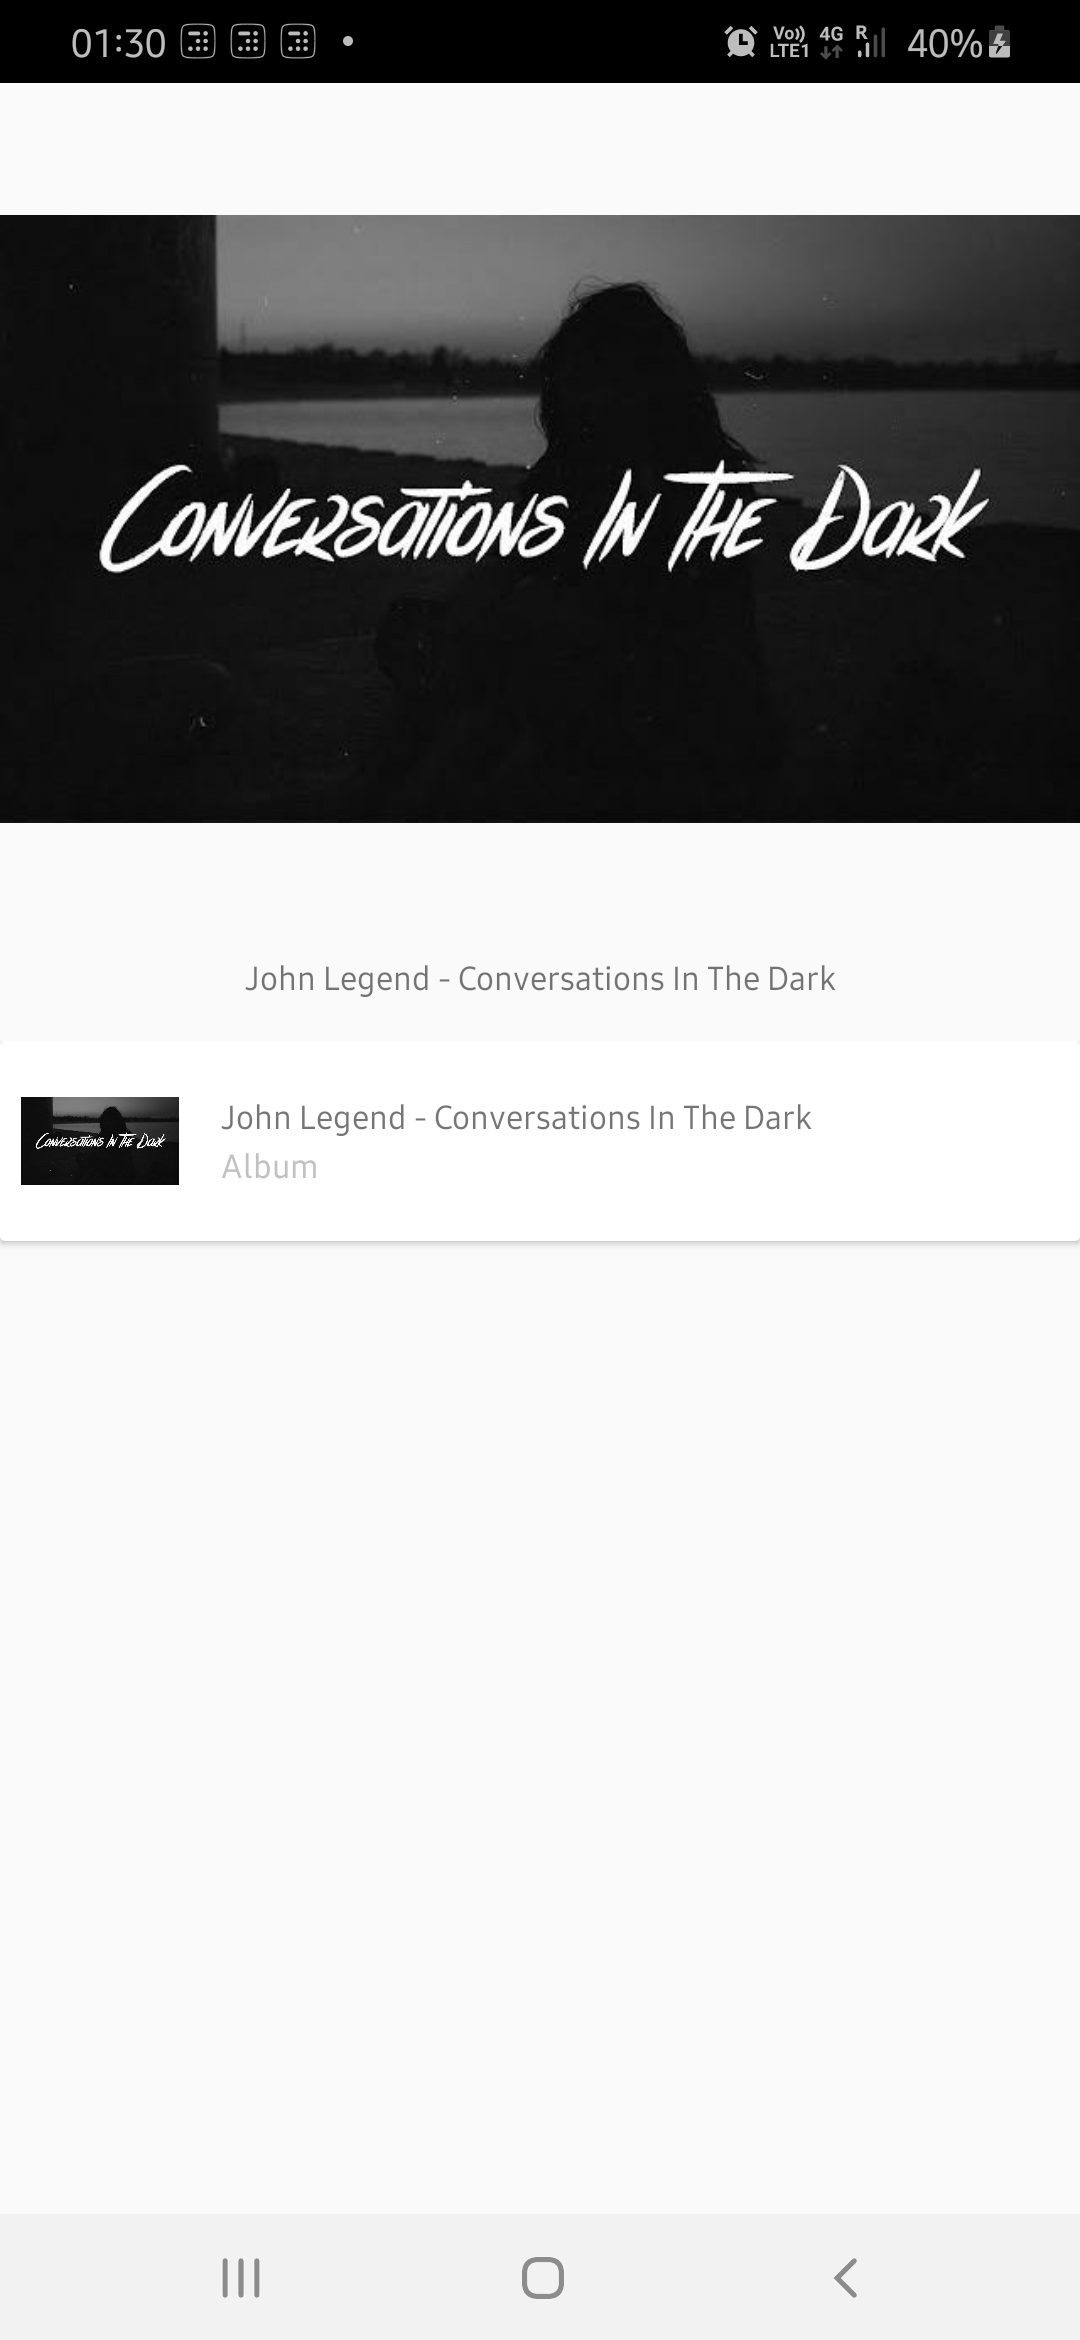 01:30 Vo)) LTE1 4G R 40%
Conversations In The Dark
John Legend - Conversations In The Dark
Conversations In The Dark
John Legend - Conversations In The Dark
Album